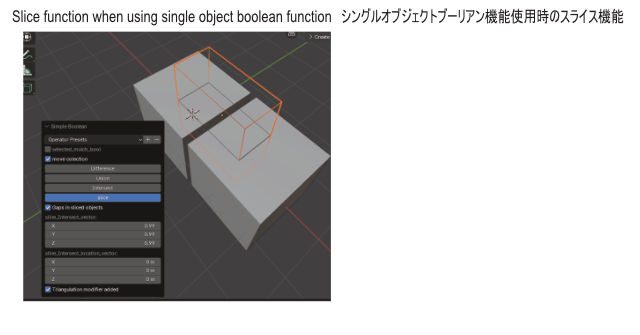 Slice function when using single object boolean function シングルオブジェクトブーリアン機能使用時のスライス機能
> Create
Simple Boolean
Operator Presets
selected_match_bool
move collection
Difference
Union
Intersect
slice
Gaps in sliced objects
slice_Intersect_vector:
X 0.99
Y 0.99
Z 0.99
slice_Intersect_location_vector:
X 0 m
Y 0 m
Z 0 m
Triangulation modifier added